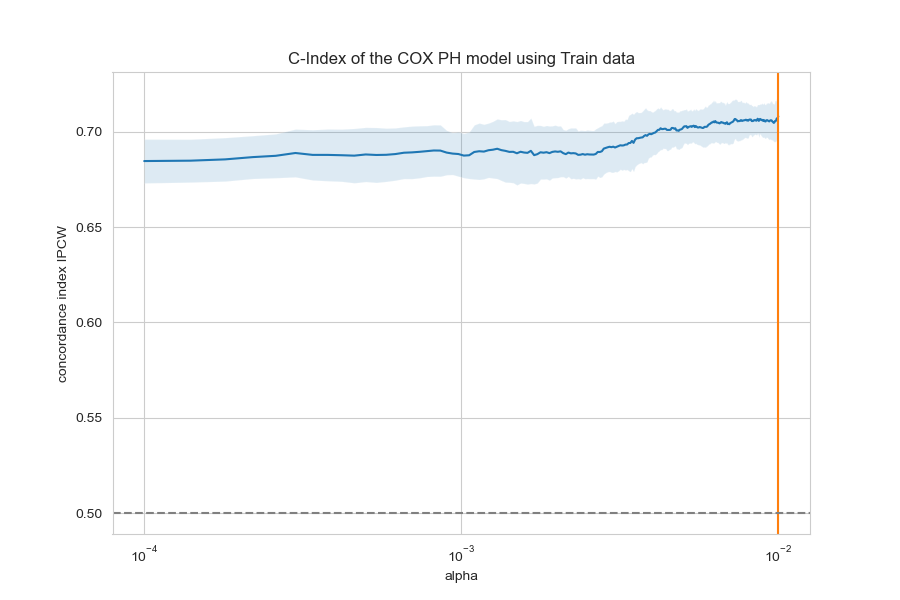 C-Index of the COX PH model using Train data
concordance index IPCW
0.70
0.65
0.60
0.55
0.50
10⁻⁴ 10⁻³ 10⁻²
alpha